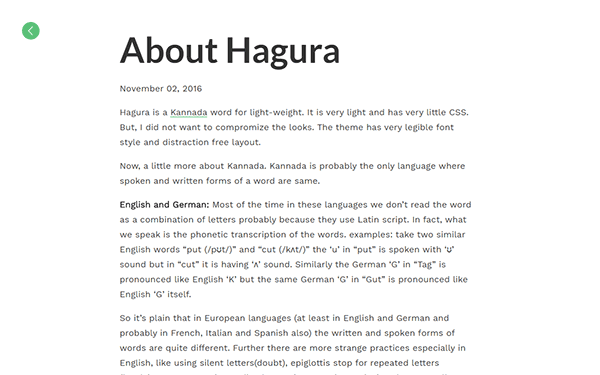 About Hagura
November 02, 2016
Hagura is a Kannada word for light-weight. It is very light and has very little CSS.
But, I did not want to compromize the looks. The theme has very legible font
style and distraction free layout.
Now, a little more about Kannada. Kannada is probably the only language where
spoken and written forms of a word are same.
English and German: Most of the time in these languages we don’t read the word
as a combination of letters probably because they use Latin script. In fact, what
we speak is the phonetic transcription of the words. examples: take two similar
English words “put (/pʊt/)” and “cut (/kʌt/)” the ‘u’ in “put” is spoken with ‘ʊ’
sound but in “cut” it is having ‘ʌ’ sound. Similarly the German ‘G’ in “Tag” is
pronounced like English ‘K’ but the same German ‘G’ in “Gut” is pronounced like
English ‘G’ itself.
So it’s plain that in European languages (at least in English and German and
probably in French, Italian and Spanish also) the written and spoken forms of
words are quite different. Further there are more strange practices especially in
English, like using silent letters(doubt), epiglottis stop for repeated letters